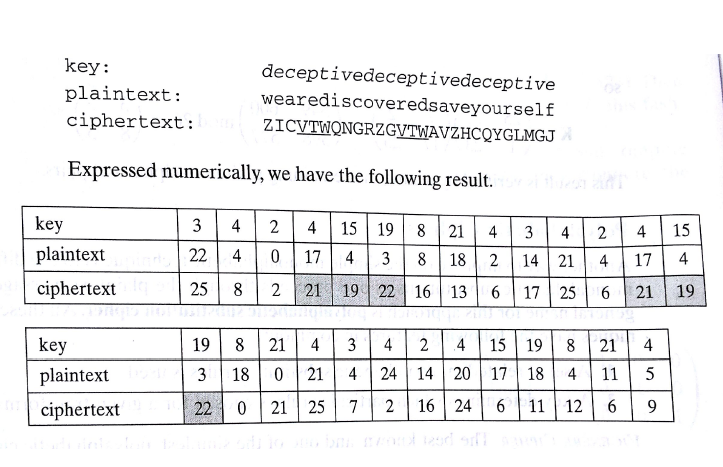 key: deceptivedeceptivedeceptive
plaintext: wearediscoveredsaveyourself
ciphertext: ZICVTWQNGRZGVTWAVZHCQYGLMGJ
Expressed numerically, we have the following result.
key 3 4 2 4 15 19 8 21 4 3 4 2 4 15
plaintext 22 4 0 17 4 3 8 18 2 14 21 4 17 4
ciphertext 25 8 2 21 19 22 16 13 6 17 25 6 21 19
key 19 8 21 4 3 4 2 4 15 19 8 21 4
plaintext 3 18 0 21 4 24 14 20 17 18 4 11 5
ciphertext 22 0 21 25 7 2 16 24 6 11 12 6 9